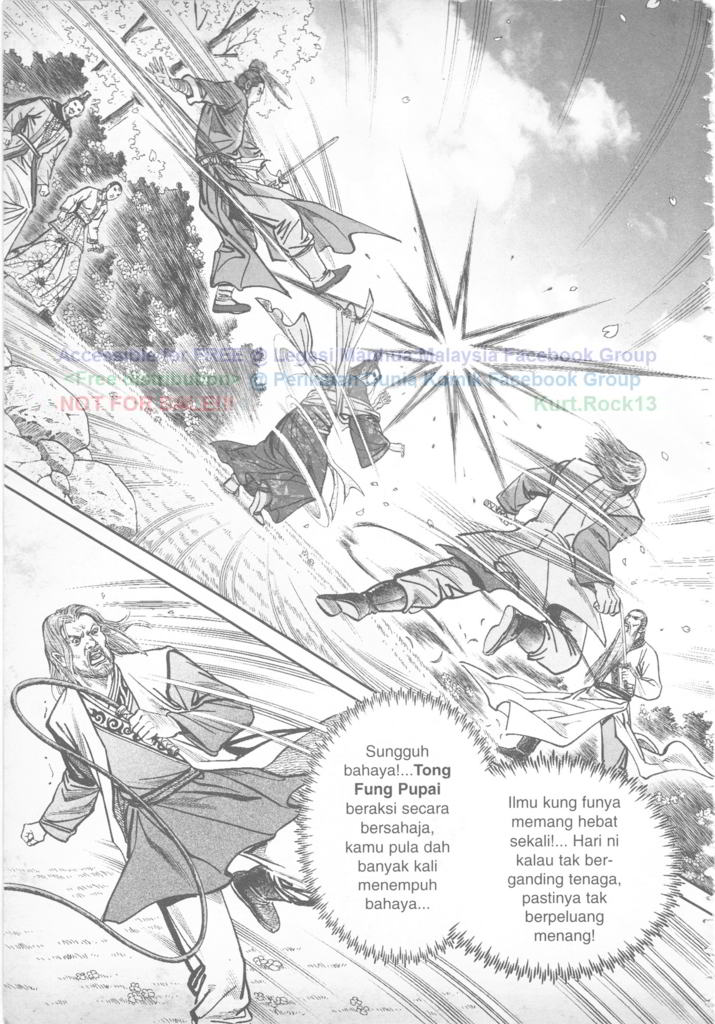 Accessible for FREE @ Legasi Manhua Malaysia Facebook Group
<Free Distribution> @ Perisian Dunia Komik Facebook Group
NOT FOR SALE!!!
Kurt.Rock13
Sungguh
bahaya!...Tong
Fung Pupai
beraksi secara
bersahaja,
kamu pula dah
banyak kali
menempuh
bahaya...
Ilmu kung funya
memang hebat
sekali!... Hari ni
kalau tak ber-
ganding tenaga,
pastinya tak
berpeluang
menang!